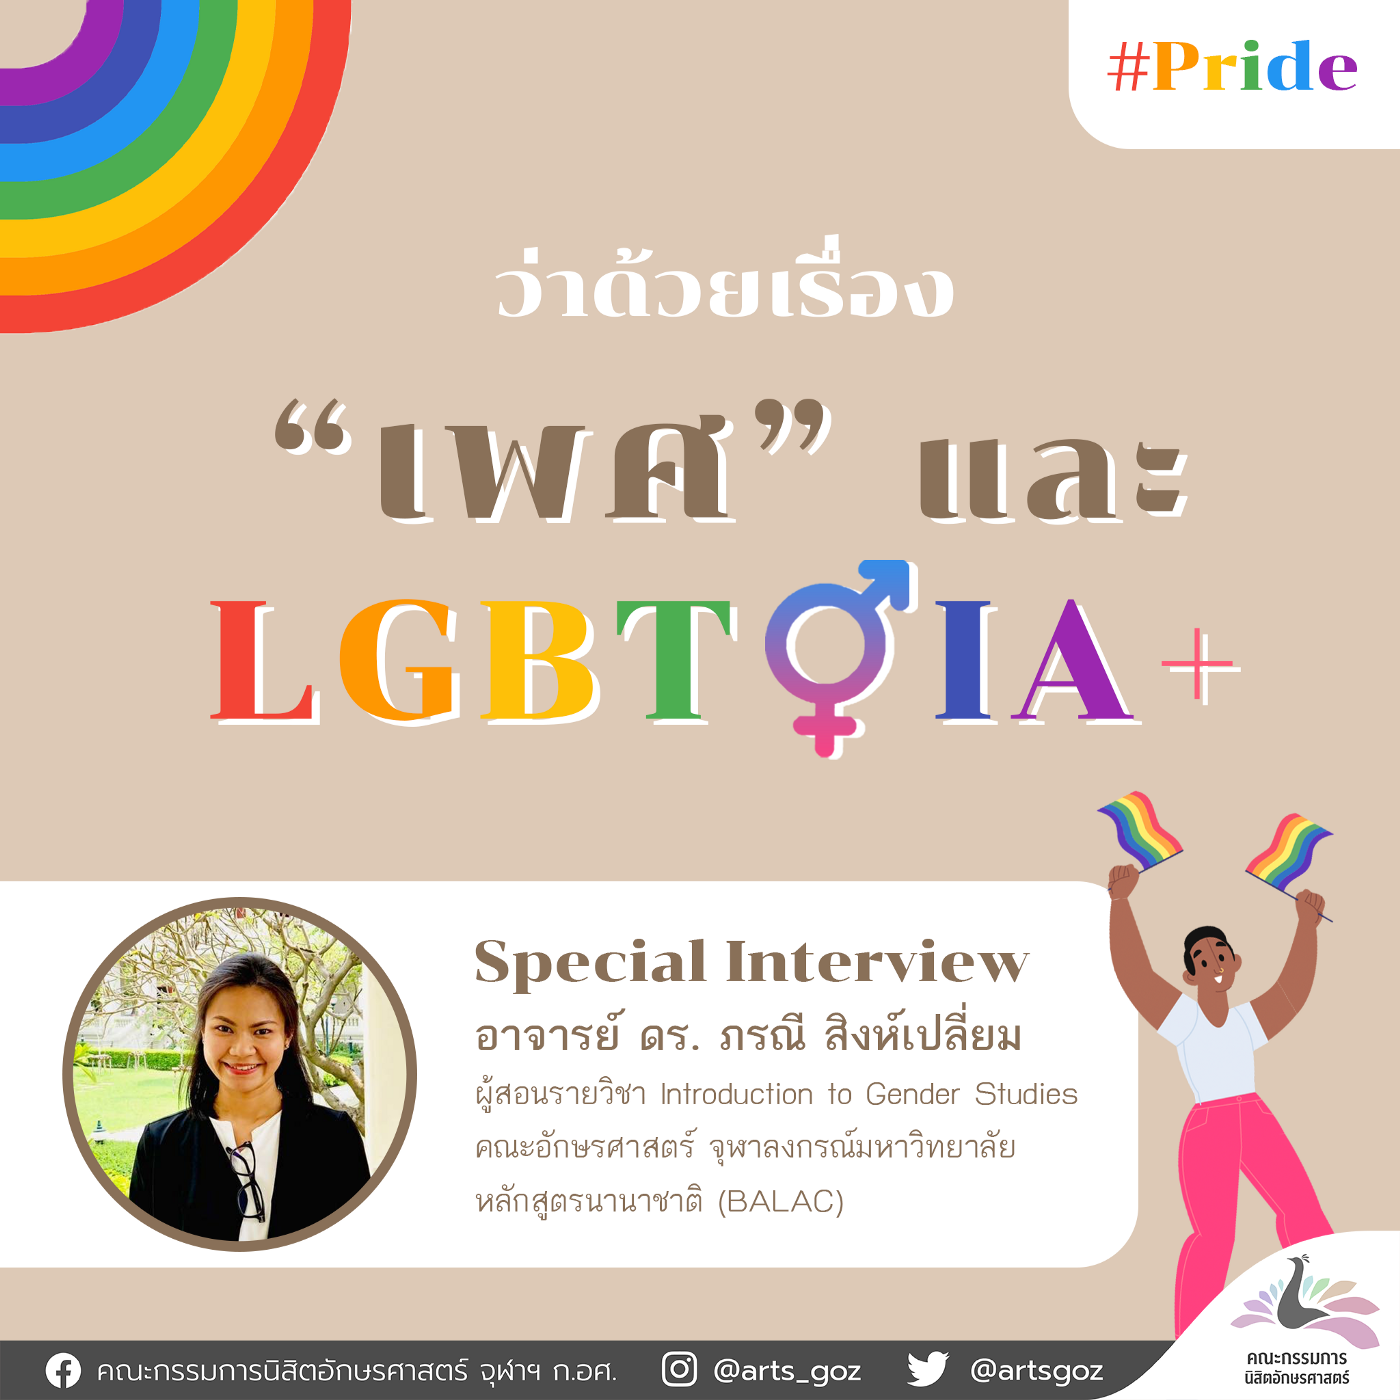 #Pride
ว่าด้วยเรื่อง
“เพศ” และ
LGBTQIA+
Special Interview
อาจารย์ ดร. ภรณี สิงห์เปลี่ยม
ผู้สอนรายวิชา Introduction to Gender Studies
คณะอักษรศาสตร์ จุฬาลงกรณ์มหาวิทยาลัย
หลักสูตรนานาชาติ (BALAC)
คณะกรรมการนิสิตอักษรศาสตร์ จุฬาฯ ก.อศ.
@arts_goz
@artsgoz
คณะกรรมการ
นิสิตอักษรศาสตร์